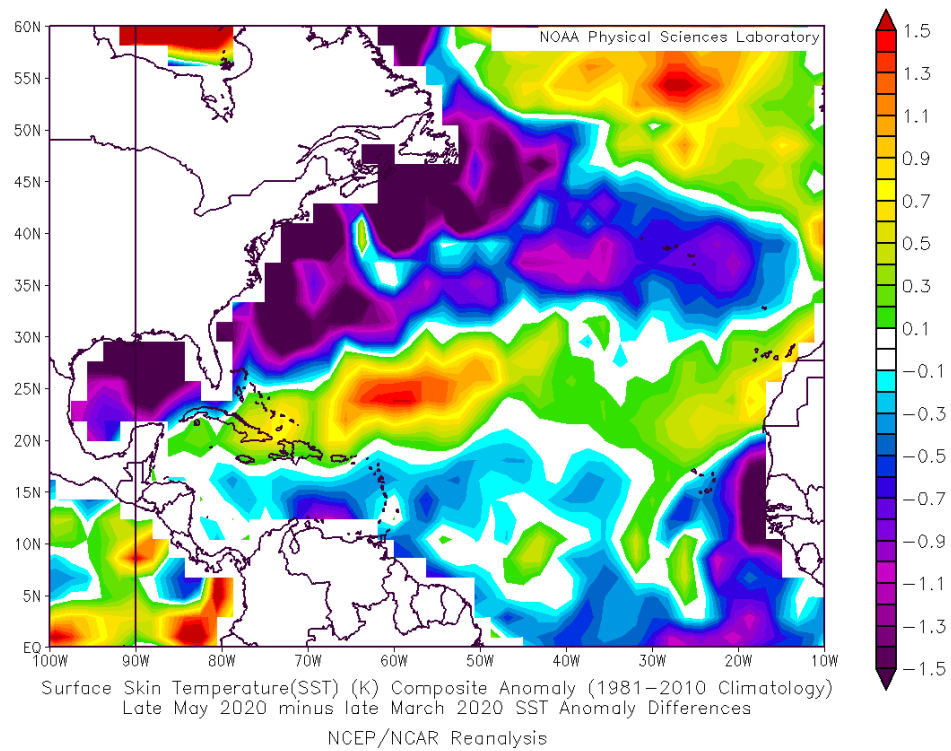 NOAA Physical Sciences Laboratory
60N
55N
50N
45N
40N
35N
30N
25N
20N
15N
10N
5N
EQ
100W 90W 80W 70W 60W 50W 40W 30W 20W 10W
1.5
1.3
1.1
0.9
0.7
0.5
0.3
0.1
−0.1
−0.3
−0.5
−0.7
−0.9
−1.1
−1.3
−1.5
Surface Skin Temperature(SST) (K) Composite Anomaly (1981−2010 Climatology)
Late May 2020 minus late March 2020 SST Anomaly Differences
NCEP/NCAR Reanalysis